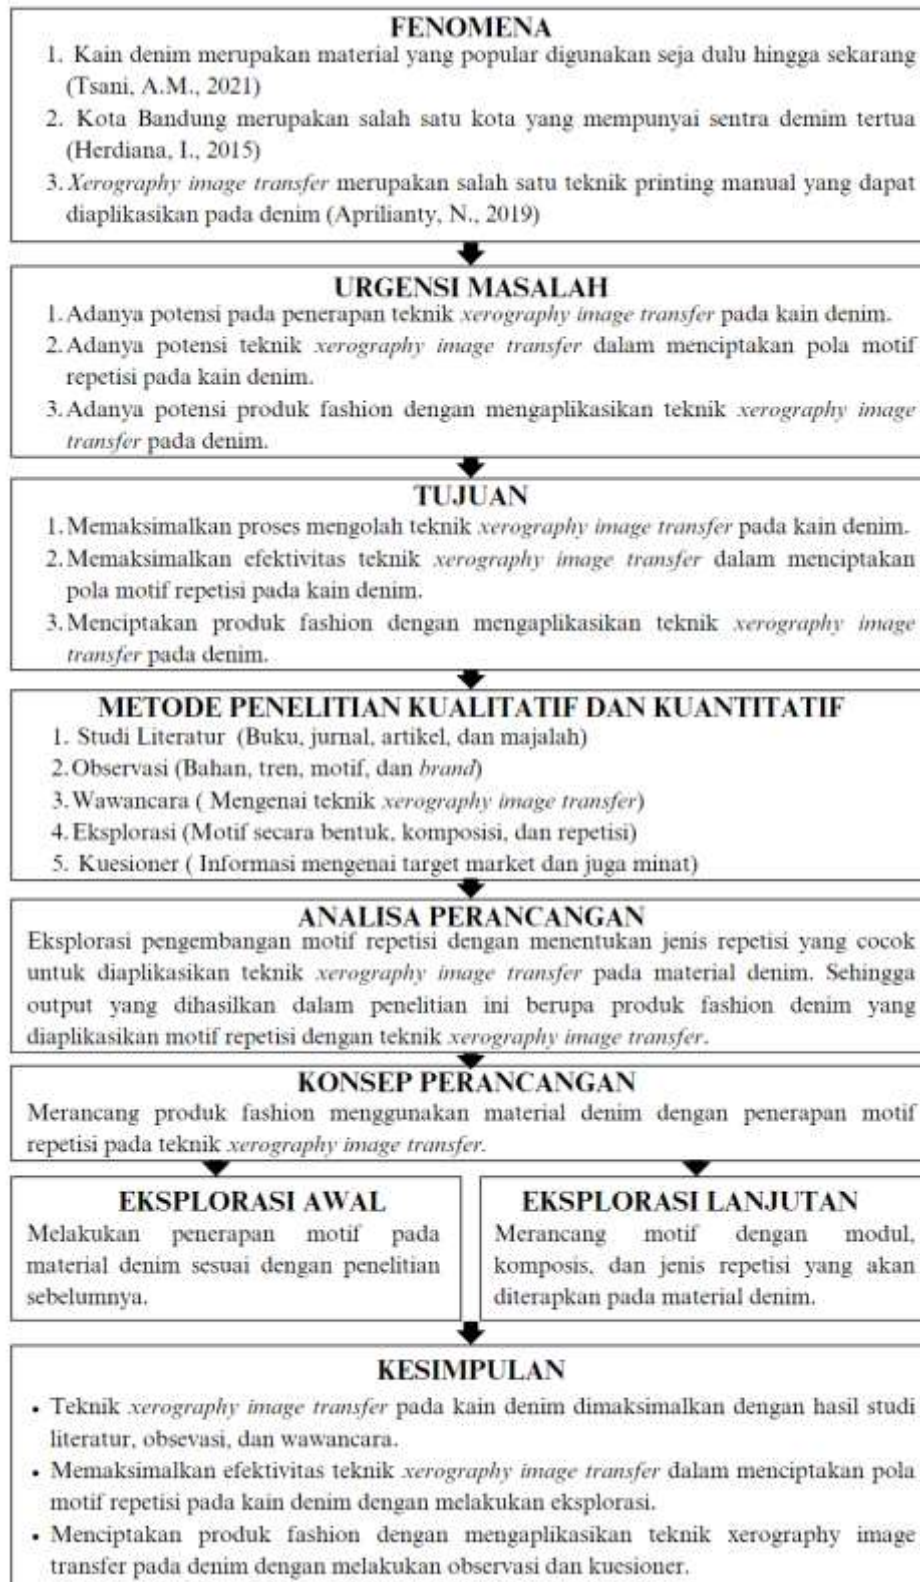 FENOMENA
1. Kain denim merupakan material yang popular digunakan seja dulu hingga sekarang
(Tsani, A.M., 2021)
2. Kota Bandung merupakan salah satu kota yang mempunyai sentra demim tertua
(Herdiana, I., 2015)
3. Xerography image transfer merupakan salah satu teknik printing manual yang dapat
diaplikasikan pada denim (Aprilianty, N., 2019)
URGENSI MASALAH
1. Adanya potensi pada penerapan teknik xerography image transfer pada kain denim.
2. Adanya potensi teknik xerography image transfer dalam menciptakan pola motif
repetisi pada kain denim.
3. Adanya potensi produk fashion dengan mengaplikasikan teknik xerography image
transfer pada denim.
TUJUAN
1. Memaksimalkan proses mengolah teknik xerography image transfer pada kain denim.
2. Memaksimalkan efektivitas teknik xerography image transfer dalam menciptakan
pola motif repetisi pada kain denim.
3. Menciptakan produk fashion dengan mengaplikasikan teknik xerography image
transfer pada denim.
METODE PENELITIAN KUALITATIF DAN KUANTITATIF
1. Studi Literatur (Buku, jurnal, artikel, dan majalah)
2. Observasi (Bahan, tren, motif, dan brand)
3. Wawancara ( Mengenai teknik xerography image transfer)
4. Eksplorasi (Motif secara bentuk, komposisi, dan repetisi)
5. Kuesioner ( Informasi mengenai target market dan juga minat)
ANALISA PERANCANGAN
Eksplorasi pengembangan motif repetisi dengan menentukan jenis repetisi yang cocok
untuk diaplikasikan teknik xerography image transfer pada material denim. Sehingga
output yang dihasilkan dalam penelitian ini berupa produk fashion denim yang
diaplikasikan motif repetisi dengan teknik xerography image transfer.
KONSEP PERANCANGAN
Merancang produk fashion menggunakan material denim dengan penerapan motif
repetisi pada teknik xerography image transfer.
EKSPLORASI AWAL
Melakukan penerapan motif pada
material denim sesuai dengan penelitian
sebelumnya.
EKSPLORASI LANJUTAN
Merancang motif dengan modul,
komposis, dan jenis repetisi yang akan
diterapkan pada material denim.
KESIMPULAN
• Teknik xerography image transfer pada kain denim dimaksimalkan dengan hasil studi
literatur, obsevasi, dan wawancara.
• Memaksimalkan efektivitas teknik xerography image transfer dalam menciptakan pola
motif repetisi pada kain denim dengan melakukan eksplorasi.
• Menciptakan produk fashion dengan mengaplikasikan teknik xerography image
transfer pada denim dengan melakukan observasi dan kuesioner.